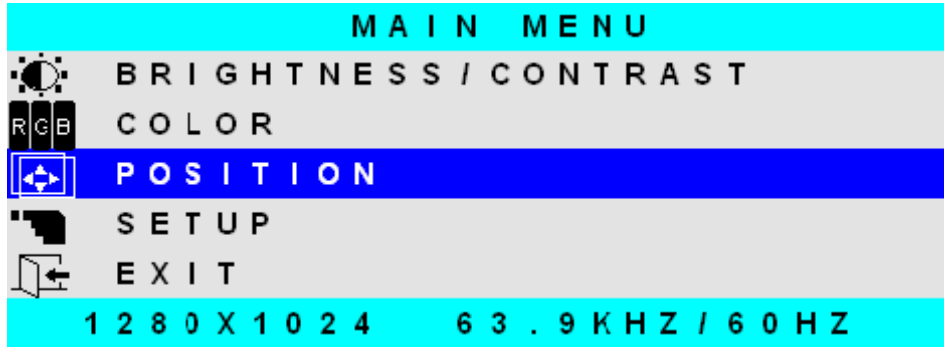 MAIN MENU
BRIGHTNESS/CONTRAST
RGB COLOR
POSITION
SETUP
EXIT
1280X1024 63.9KHZ/60HZ